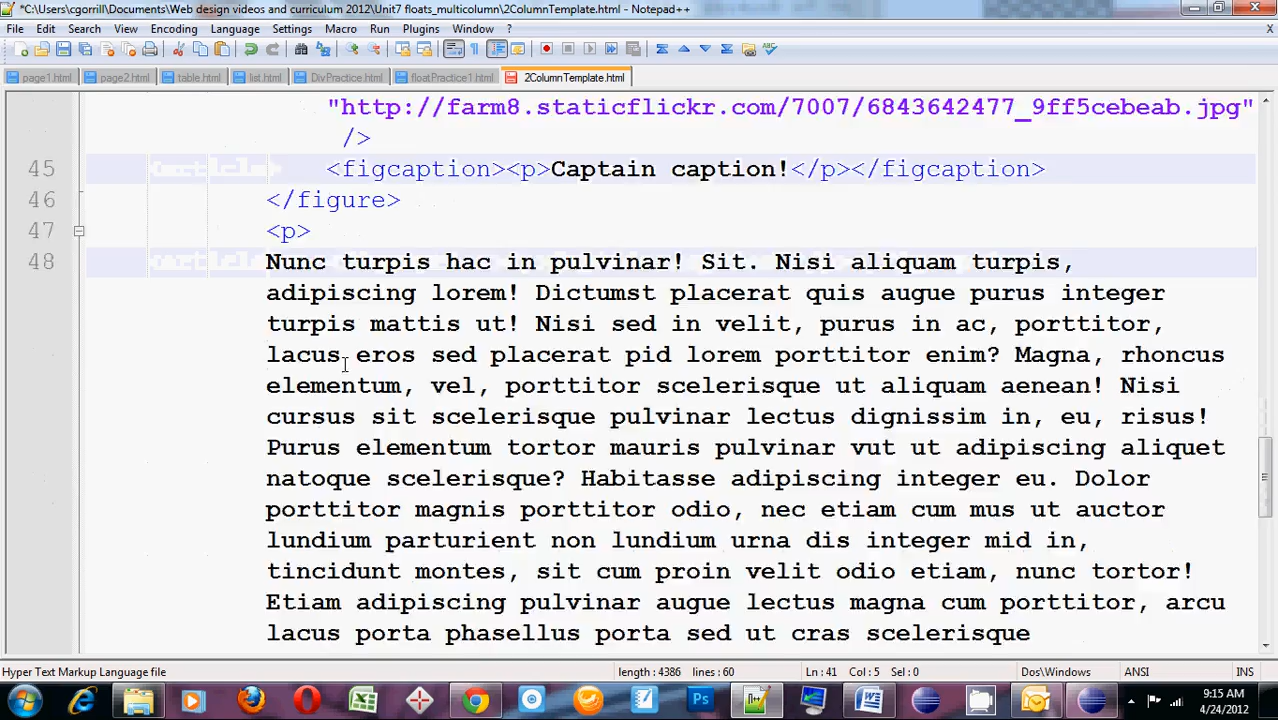 *C:\Users\cgorrill\Documents\Web design videos and curriculum 2012\Unit7 floats_multicolumn\2ColumnTemplate.html - Notepad++
File Edit Search View Encoding Language Settings Macro Run Plugins Window ? X
page1.html page2.html table.html list.html DivPractice.html floatPractice1.html 2ColumnTemplate.html
"http://farm8.staticflickr.com/7007/6843642477_9ff5cebeab.jpg"
/>
45 <figcaption><p>Captain caption!</p></figcaption>
46 </figure>
47 <p>
48 Nunc turpis hac in pulvinar! Sit. Nisi aliquam turpis,
adipiscing lorem! Dictumst placerat quis augue purus integer
turpis mattis ut! Nisi sed in velit, purus in ac, porttitor,
lacus eros sed placerat pid lorem porttitor enim? Magna, rhoncus
elementum, vel, porttitor scelerisque ut aliquam aenean! Nisi
cursus sit scelerisque pulvinar lectus dignissim in, eu, risus!
Purus elementum tortor mauris pulvinar vut ut adipiscing aliquet
natoque scelerisque? Habitasse adipiscing integer eu. Dolor
porttitor magnis porttitor odio, nec etiam cum mus ut auctor
lundium parturient non lundium urna dis integer mid in,
tincidunt montes, sit cum proin velit odio etiam, nunc tortor!
Etiam adipiscing pulvinar augue lectus magna cum porttitor, arcu
lacus porta phasellus porta sed ut cras scelerisque
Hyper Text Markup Language file length : 4386 lines : 60 Ln : 41 Col : 5 Sel : 0 Dos\Windows ANSI INS
Ps W 9:15 AM
4/24/2012